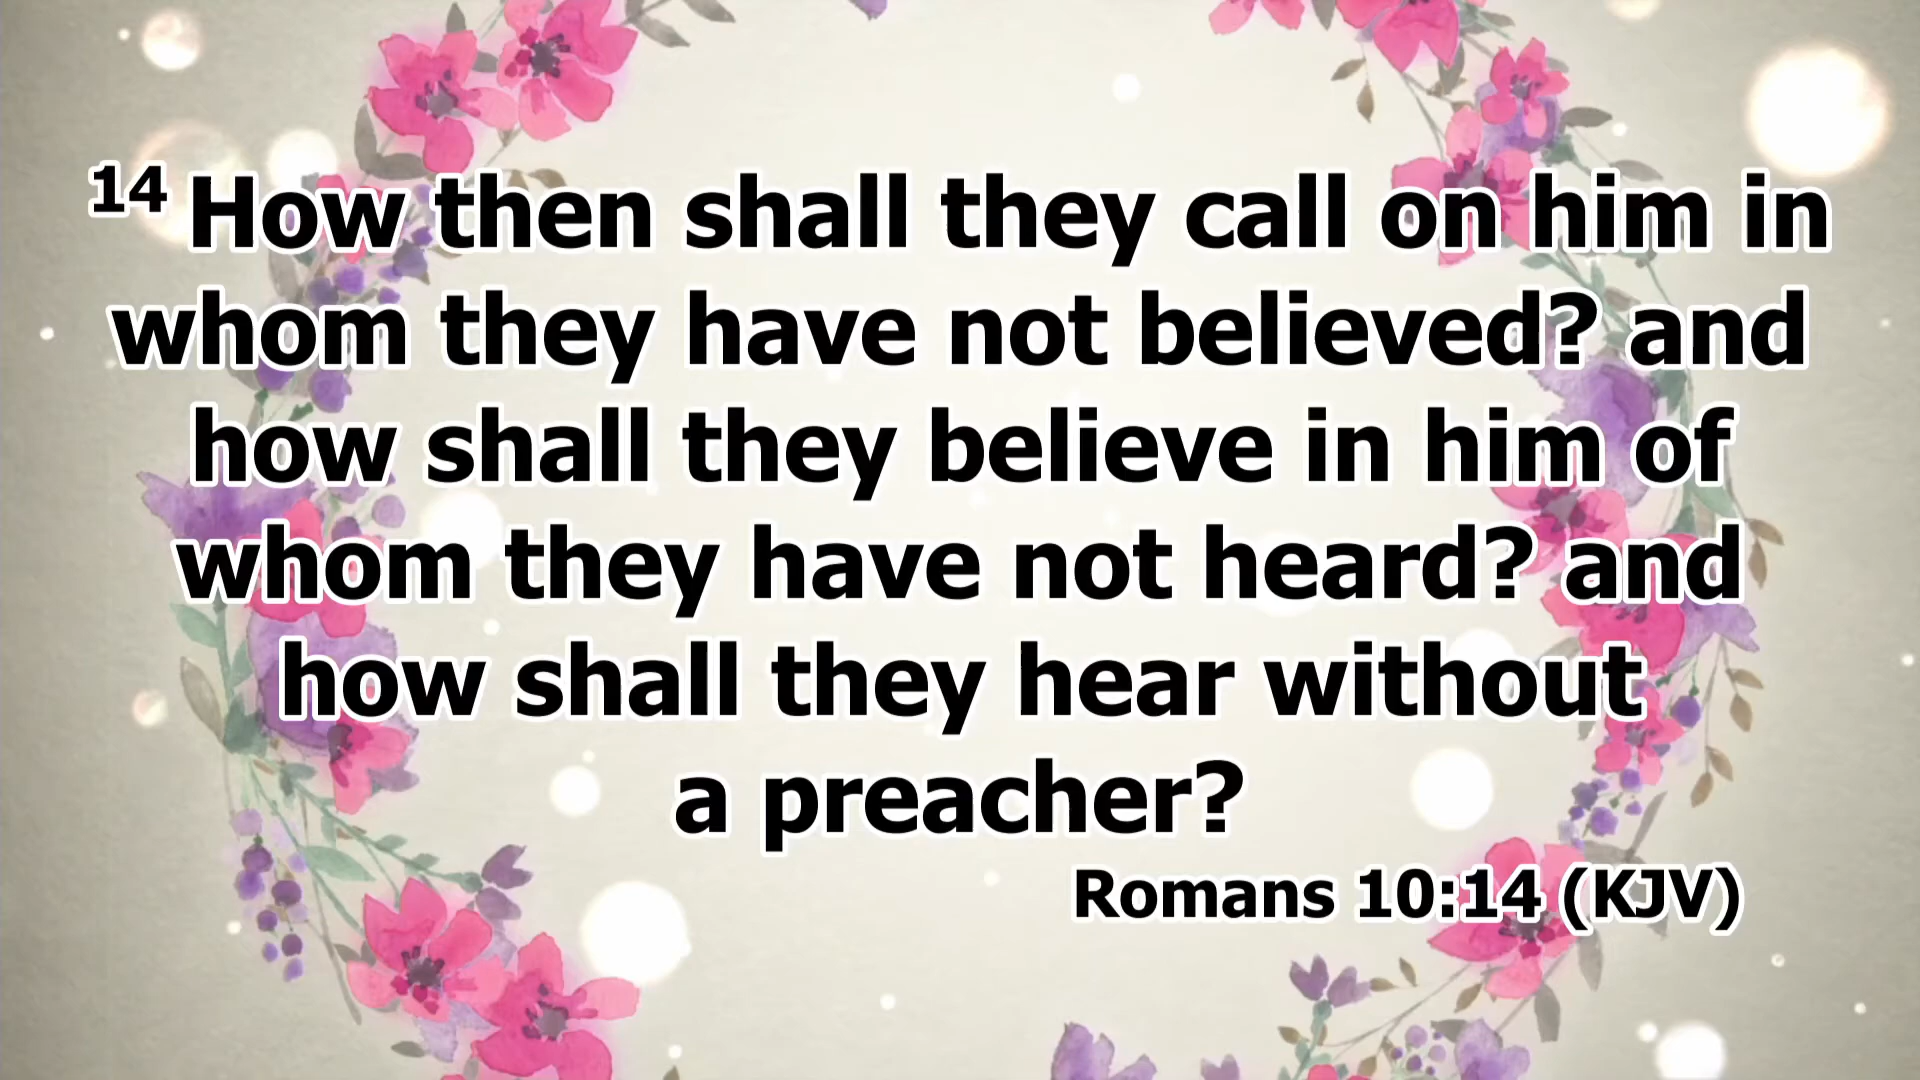 14 How then shall they call on him in
whom they have not believed? and
how shall they believe in him of
whom they have not heard? and
how shall they hear without
a preacher?
Romans 10:14 (KJV)